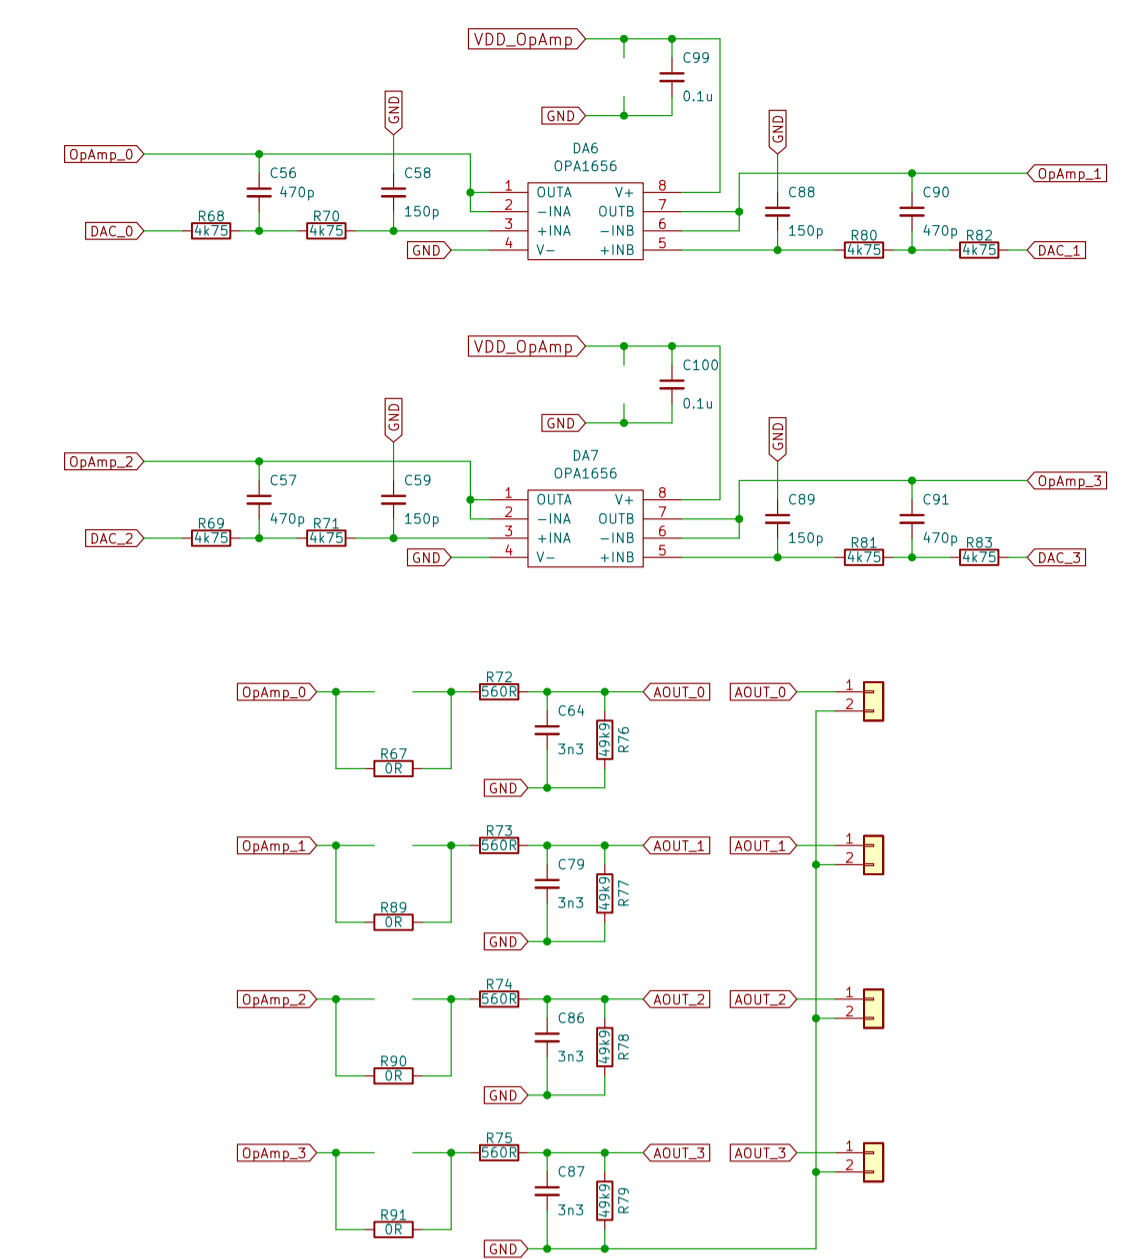 VDD_OpAmp
C99
0.1u
GND
GND
GND
DA6
OPA1656
OpAmp_0
C56
470p
C58
150p
R68
4k75
R70
4k75
DAC_0
GND
1 OUTA V+ 8
2 -INA OUTB 7
3 +INA -INB 6
4 V- +INB 5
C88
150p
C90
470p
OpAmp_1
R80
4k75
R82
4k75
DAC_1
VDD_OpAmp
C100
0.1u
GND
GND
GND
DA7
OPA1656
OpAmp_2
C57
470p
C59
150p
R69
4k75
R71
4k75
DAC_2
GND
1 OUTA V+ 8
2 -INA OUTB 7
3 +INA -INB 6
4 V- +INB 5
C89
150p
C91
470p
OpAmp_3
R81
4k75
R83
4k75
DAC_3
OpAmp_0
R72
560R
AOUT_0
AOUT_0
1
2
C64
3n3
49k9
R76
R67
0R
GND
OpAmp_1
R73
560R
AOUT_1
AOUT_1
1
2
C79
3n3
49k9
R77
R89
0R
GND
OpAmp_2
R74
560R
AOUT_2
AOUT_2
1
2
C86
3n3
49k9
R78
R90
0R
GND
OpAmp_3
R75
560R
AOUT_3
AOUT_3
1
2
C87
3n3
49k9
R79
R91
0R
GND